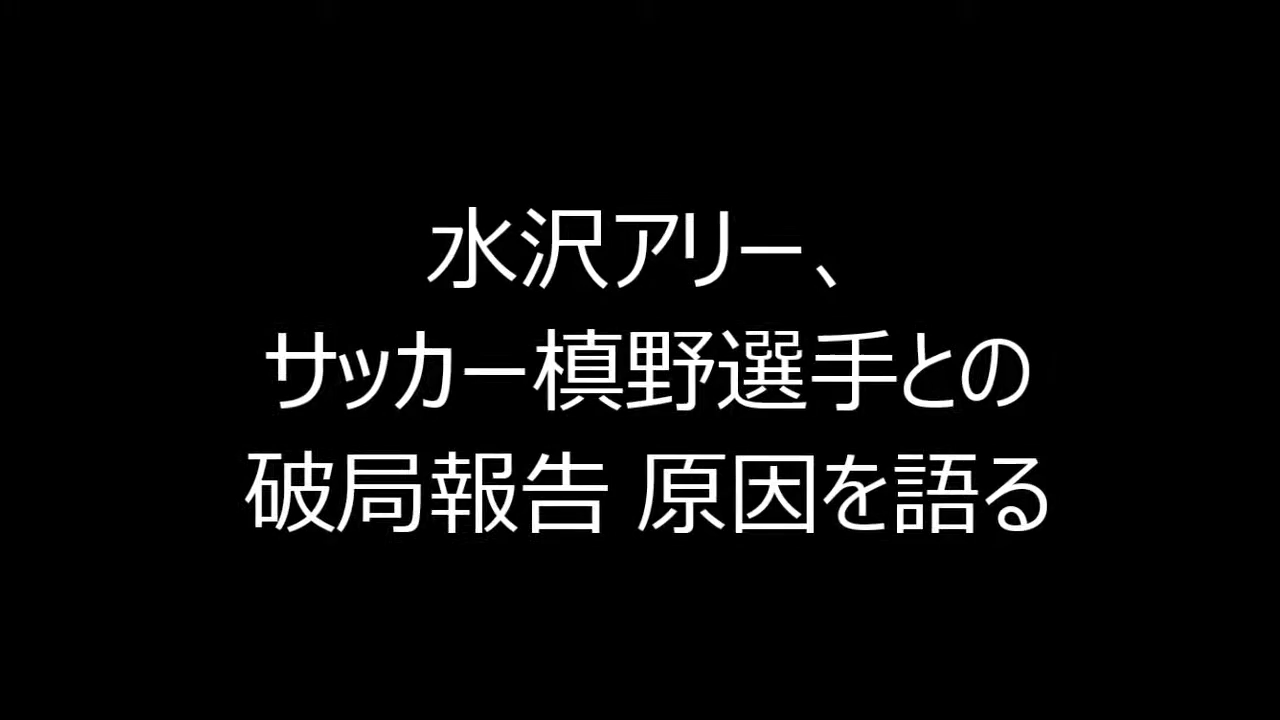 水沢アリー、
サッカー槙野選手との
破局報告 原因を語る